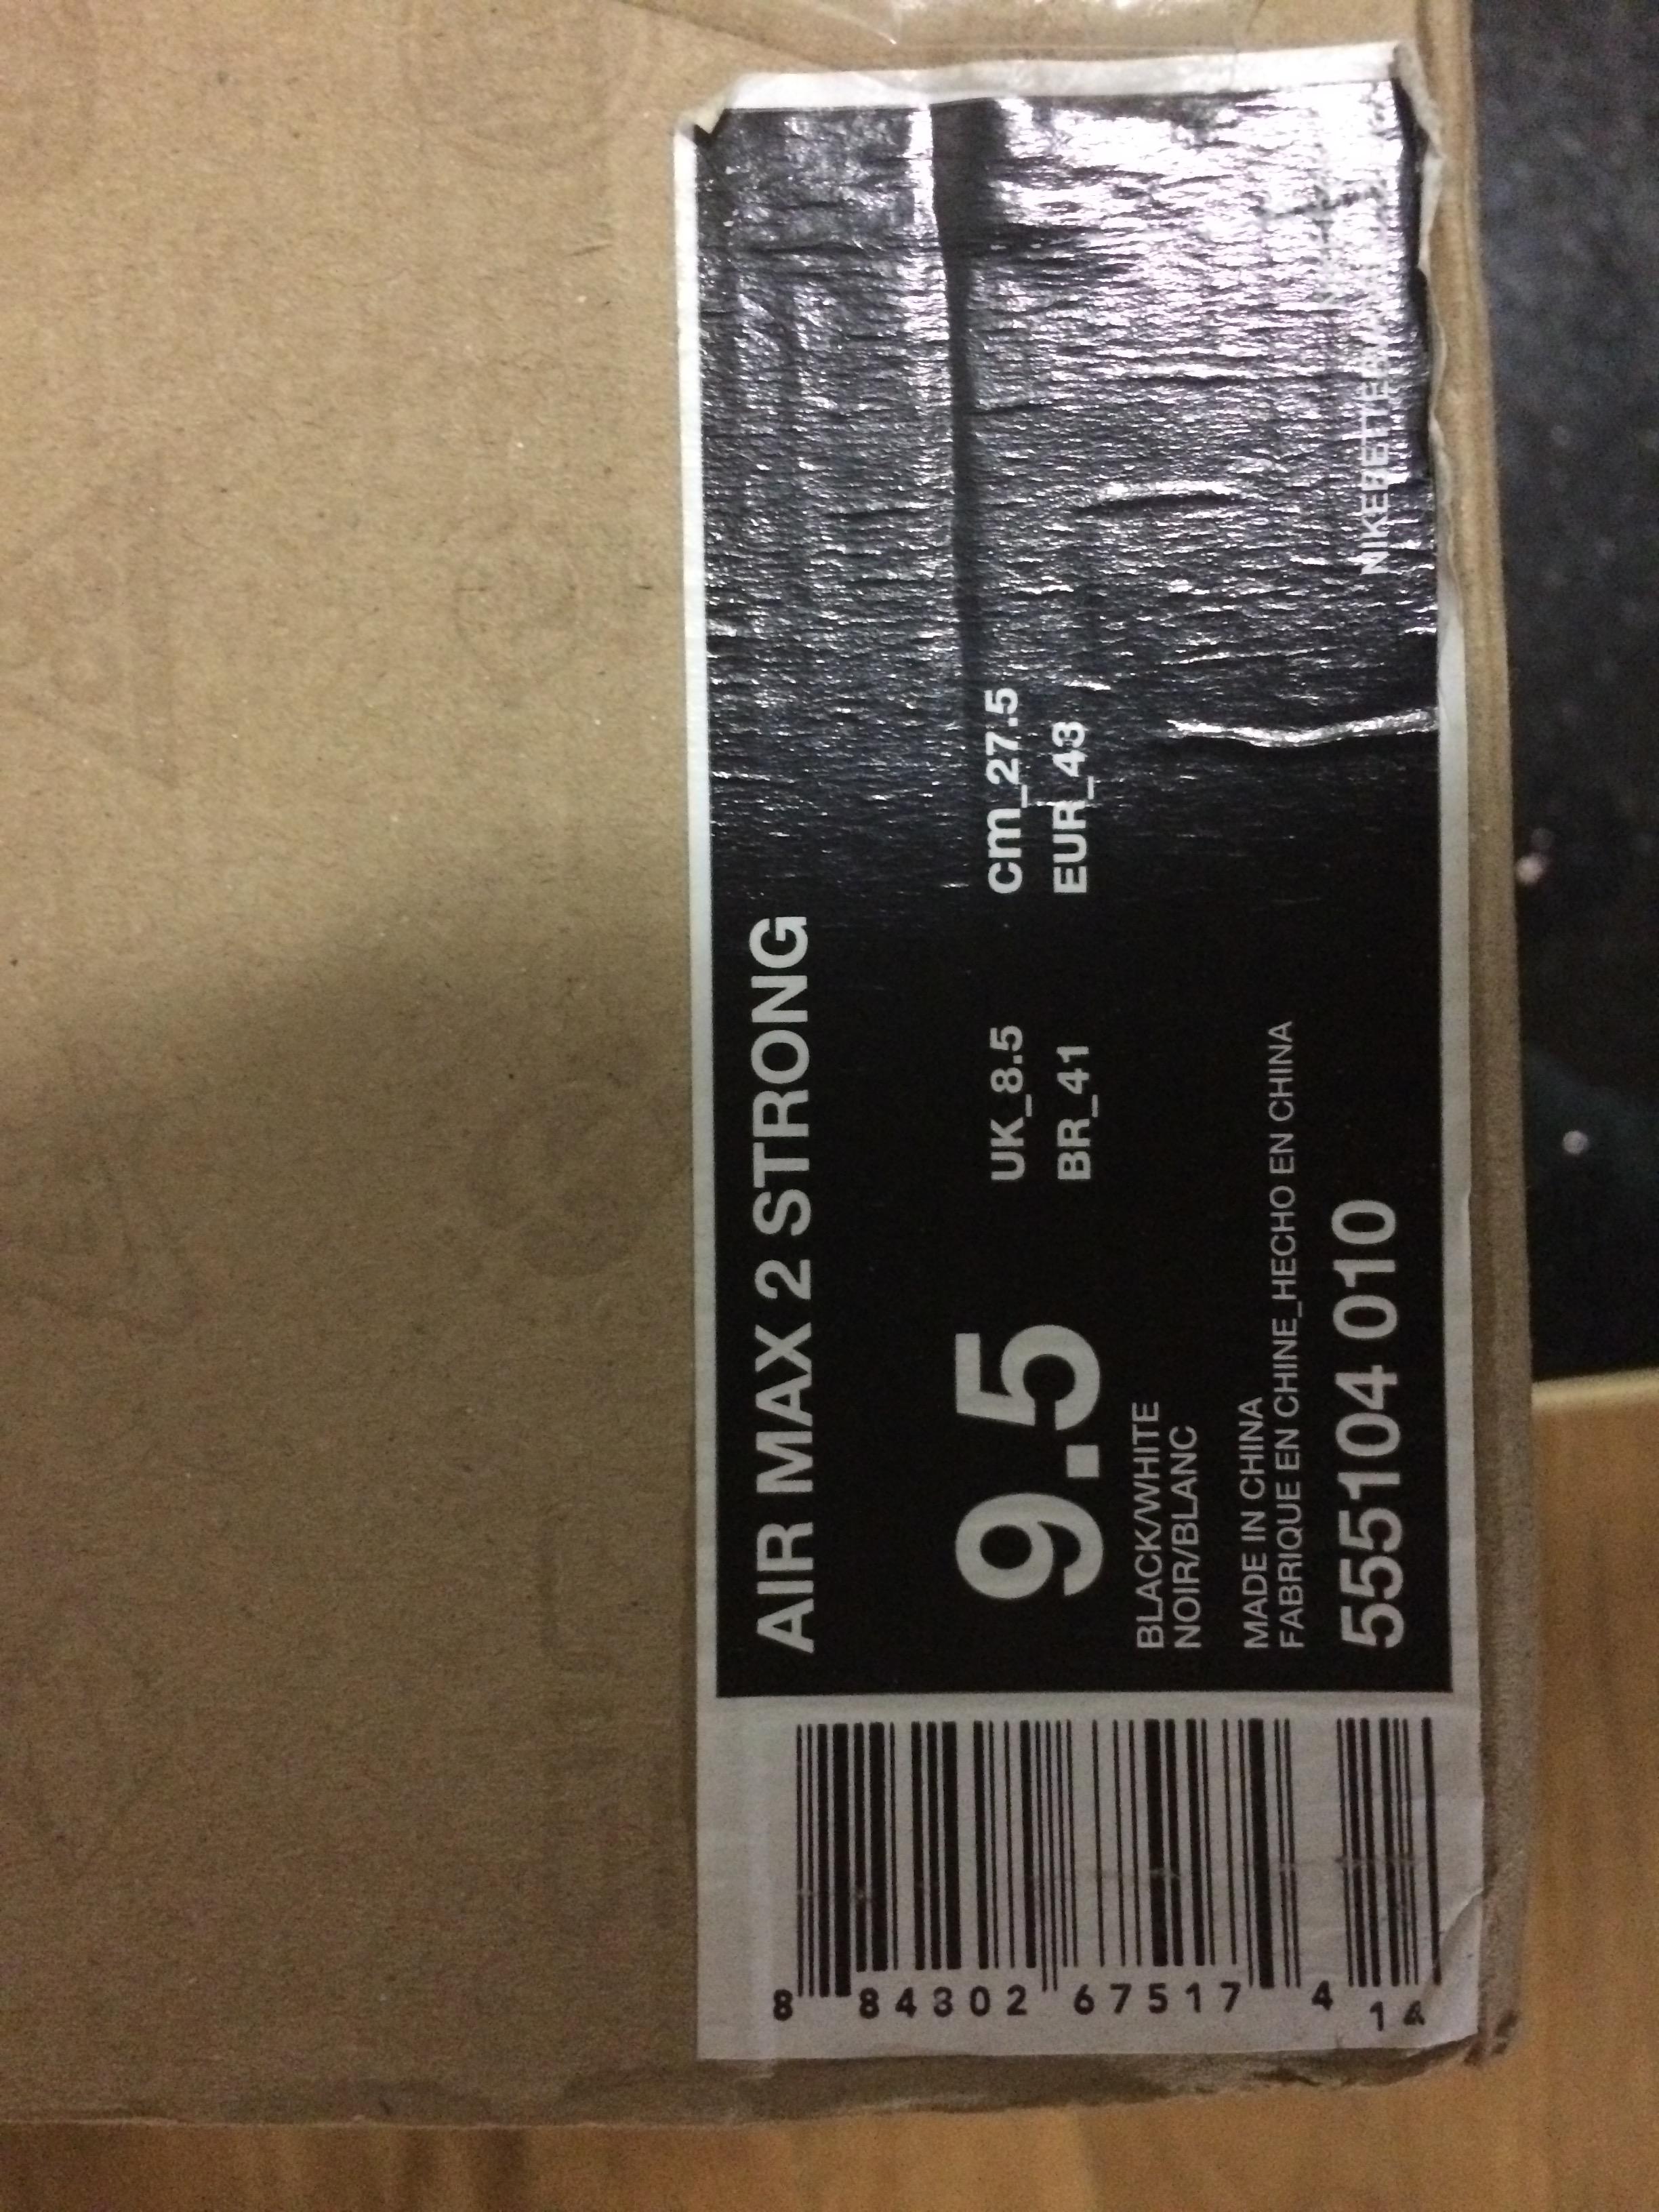 AIR MAX 2 STRONG
9.5
UK_8.5 Cm_27.5
BR_41 EUR_43
BLACK/WHITE
NOIR/BLANC
MADE IN CHINA
FABRIQUE EN CHINE_HECHO EN CHINA
555104 010
8 84302 67517 4
14